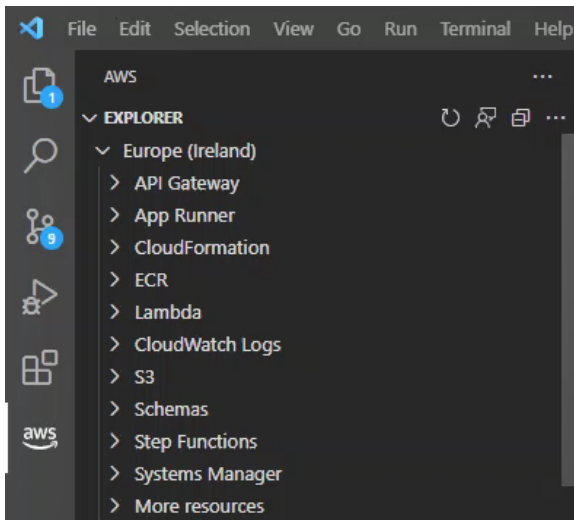 File Edit Selection View Go Run Terminal Help
AWS
1
EXPLORER
Europe (Ireland)
API Gateway
App Runner
9
CloudFormation
ECR
Lambda
CloudWatch Logs
S3
Schemas
aws
Step Functions
Systems Manager
More resources